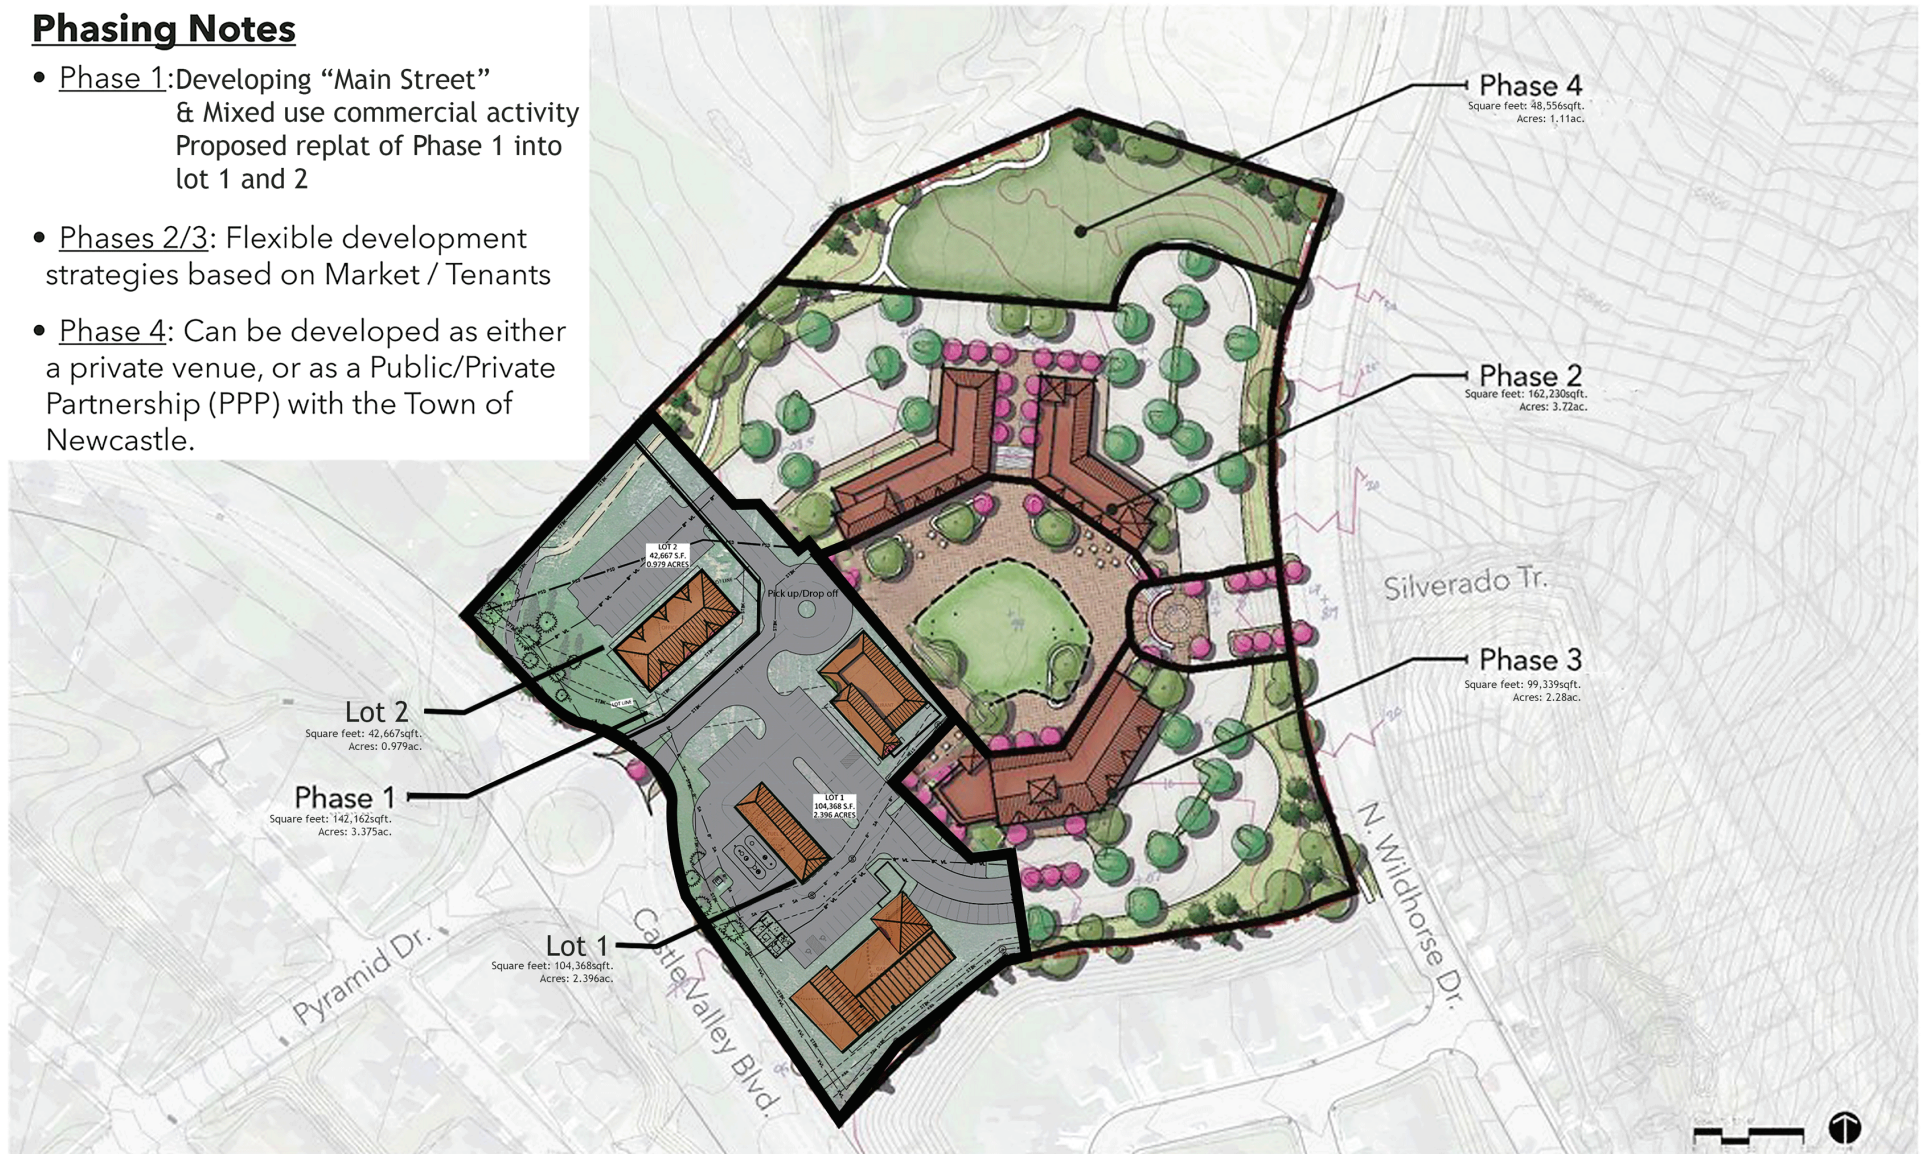 Phasing Notes
• Phase 1:Developing “Main Street”
& Mixed use commercial activity
Proposed replat of Phase 1 into
lot 1 and 2
• Phases 2/3: Flexible development
strategies based on Market / Tenants
• Phase 4: Can be developed as either
a private venue, or as a Public/Private
Partnership (PPP) with the Town of
Newcastle.
Phase 4
Square feet: 48,556sqft.
Acres: 1.11ac.
Phase 2
Square feet: 162,230sqft.
Acres: 3.72ac.
LOT 2
42,667 S.F.
0.979 ACRES
Pick up/Drop off
Silverado Tr.
Phase 3
Square feet: 99,339sqft.
Acres: 2.28ac.
LOT LINE
Lot 2
Square feet: 42,667sqft.
Acres: 0.979ac.
Phase 1
Square feet: 142,162sqft.
Acres: 3.375ac.
LOT 1
104,368 S.F.
2.396 ACRES
N. Wildhorse Dr.
Lot 1
Square feet: 104,368sqft.
Acres: 2.396ac.
Pyramid Dr.
Castle Valley Blvd.